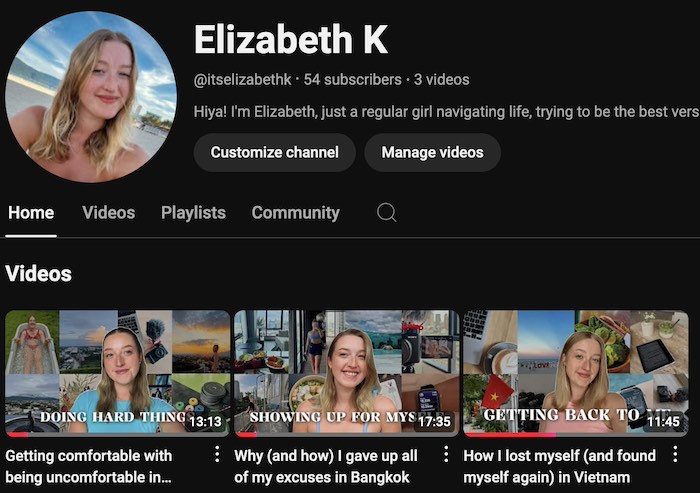 Elizabeth K
@itselizabethk · 54 subscribers · 3 videos
Hiya! I'm Elizabeth, just a regular girl navigating life, trying to be the best vers
Customize channel
Manage videos
Home
Videos
Playlists
Community
Videos
DOING HARD THING
13:13
SHOWING UP FOR MYS
17:35
GETTING BACK TO
11:45
Getting comfortable with
being uncomfortable in...
Why (and how) I gave up all
of my excuses in Bangkok
How I lost myself (and found
myself again) in Vietnam